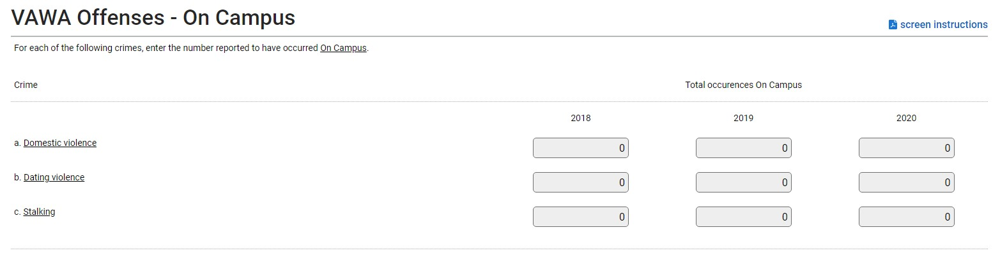 VAWA Offenses - On Campus
screen instructions
For each of the following crimes, enter the number reported to have occurred On Campus.
Crime Total occurences On Campus
2018 2019 2020
a. Domestic violence 0 0 0
b. Dating violence 0 0 0
c. Stalking 0 0 0